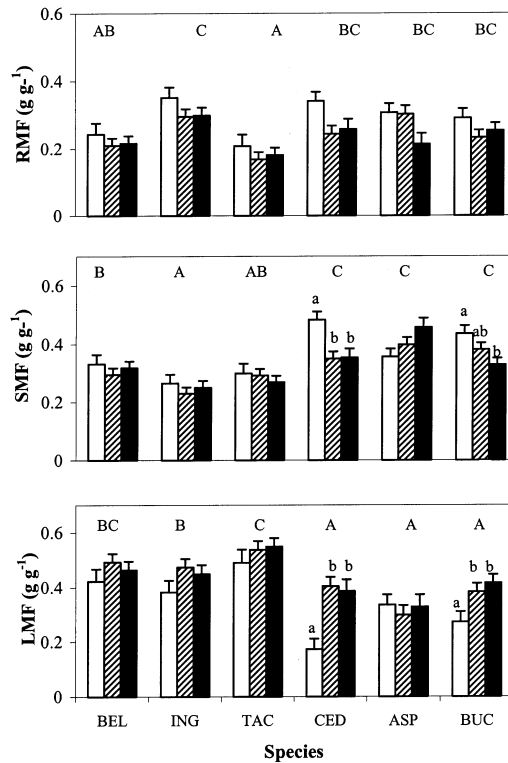 0.6
AB C A BC BC BC
0.4
RMF (g g-1)
0.2
0
B A AB C C C
0.6
a a
0.4
b b ab b
SMF (g g-1)
0.2
0
BC B C A A A
0.6
b b b b
0.4
a a
LMF (g g-1)
0.2
0
BEL ING TAC CED ASP BUC
Species